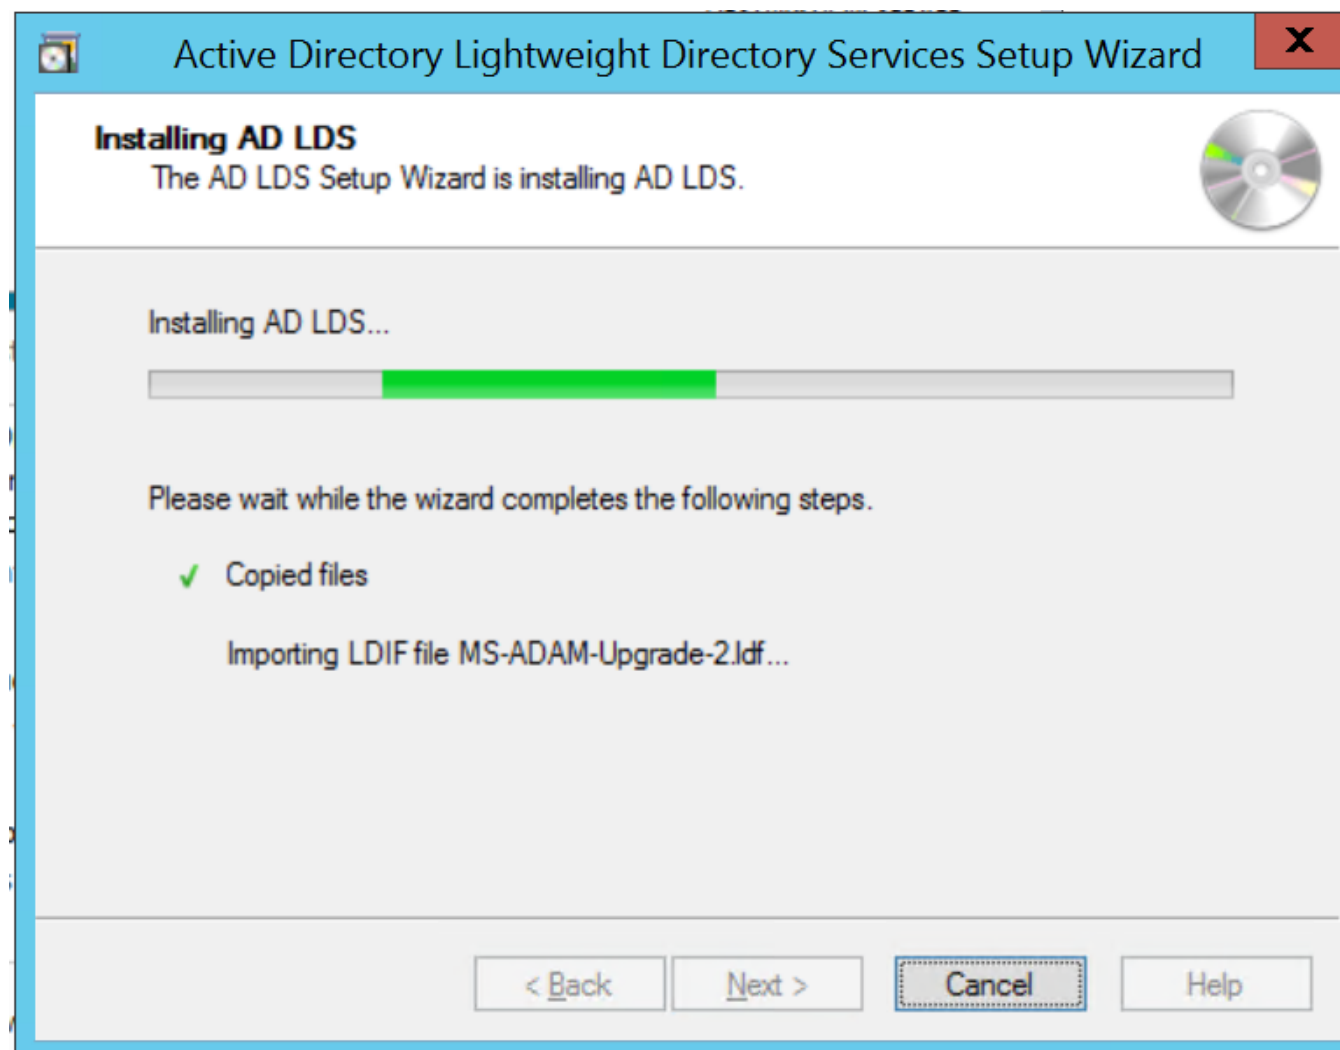 Active Directory Lightweight Directory Services Setup Wizard
Installing AD LDS
The AD LDS Setup Wizard is installing AD LDS.
Installing AD LDS...
Please wait while the wizard completes the following steps.
Copied files
Importing LDIF file MS-ADAM-Upgrade-2.ldf...
< Back
Next >
Cancel
Help